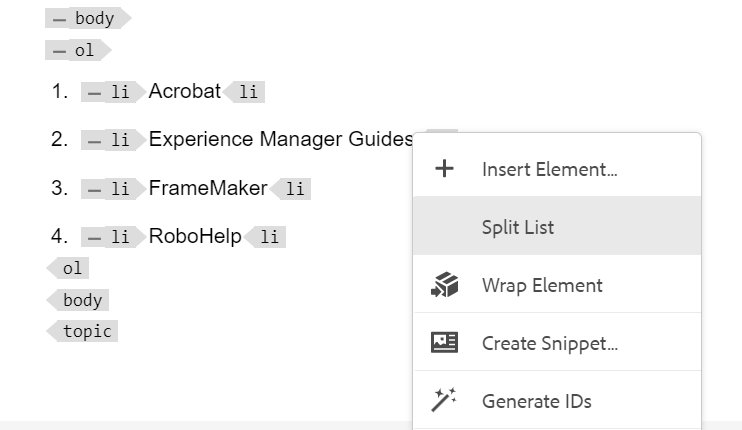 – body
– ol
1. – li Acrobat li
2. – li Experience Manager Guides
3. – li FrameMaker li
4. – li RoboHelp li
ol
body
topic
Insert Element...
Split List
Wrap Element
Create Snippet...
Generate IDs